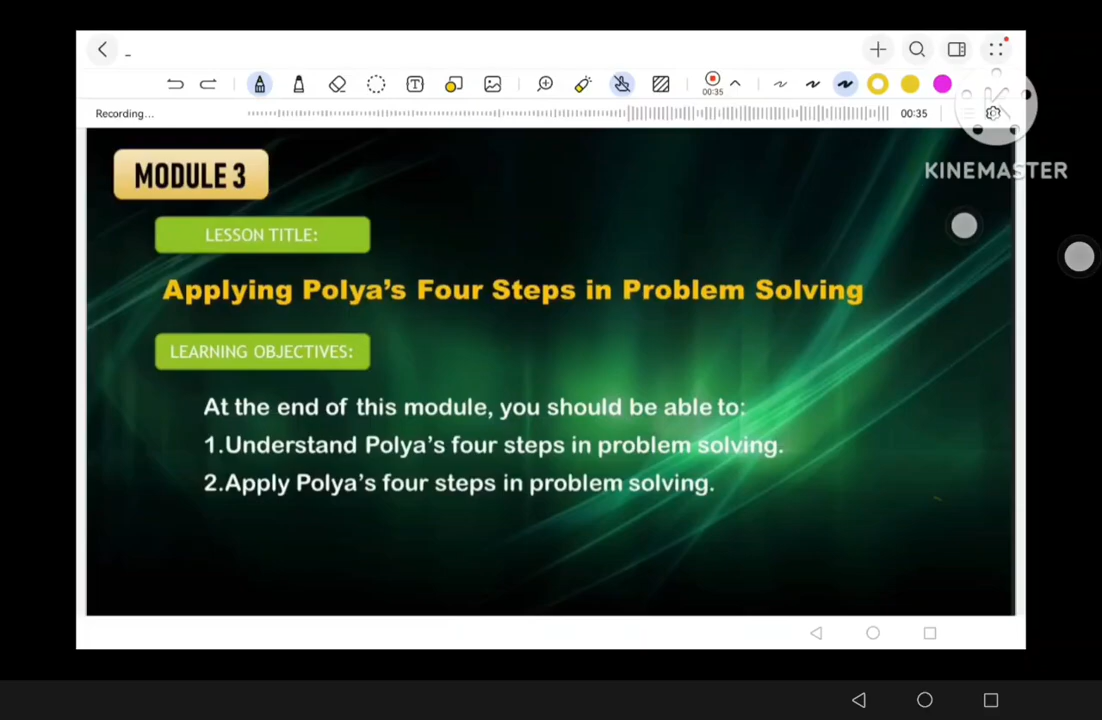 00:35
Recording...
00:35
KINEMASTER
MODULE 3
LESSON TITLE:
Applying Polya's Four Steps in Problem Solving
LEARNING OBJECTIVES:
At the end of this module, you should be able to:
1.Understand Polya's four steps in problem solving.
2.Apply Polya's four steps in problem solving.